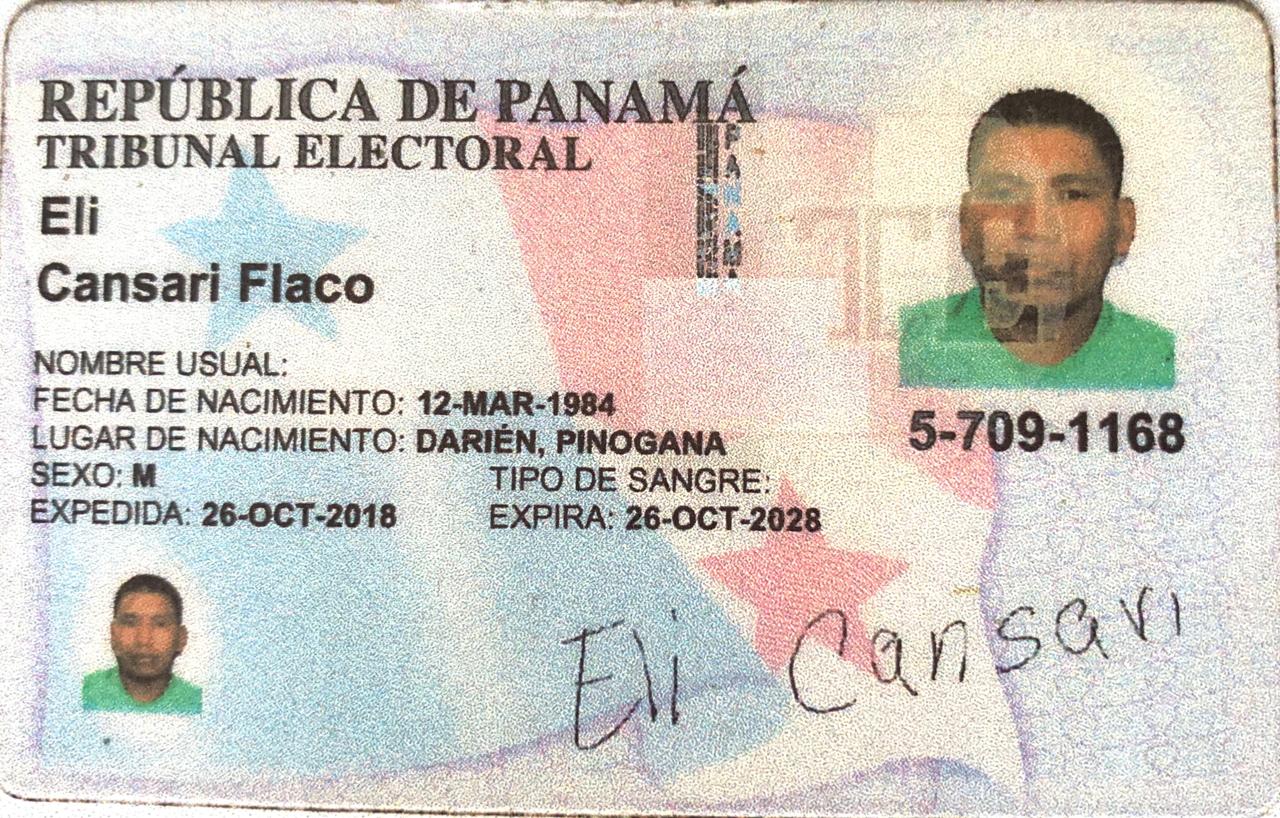 REPÚBLICA DE PANAMÁ
TRIBUNAL ELECTORAL
Eli
Cansari Flaco
NOMBRE USUAL:
FECHA DE NACIMIENTO: 12-MAR-1984
LUGAR DE NACIMIENTO: DARIÉN, PINOGANA
SEXO: M TIPO DE SANGRE:
EXPEDIDA: 26-OCT-2018 EXPIRA: 26-OCT-2028
5-709-1168
Eli Cansari